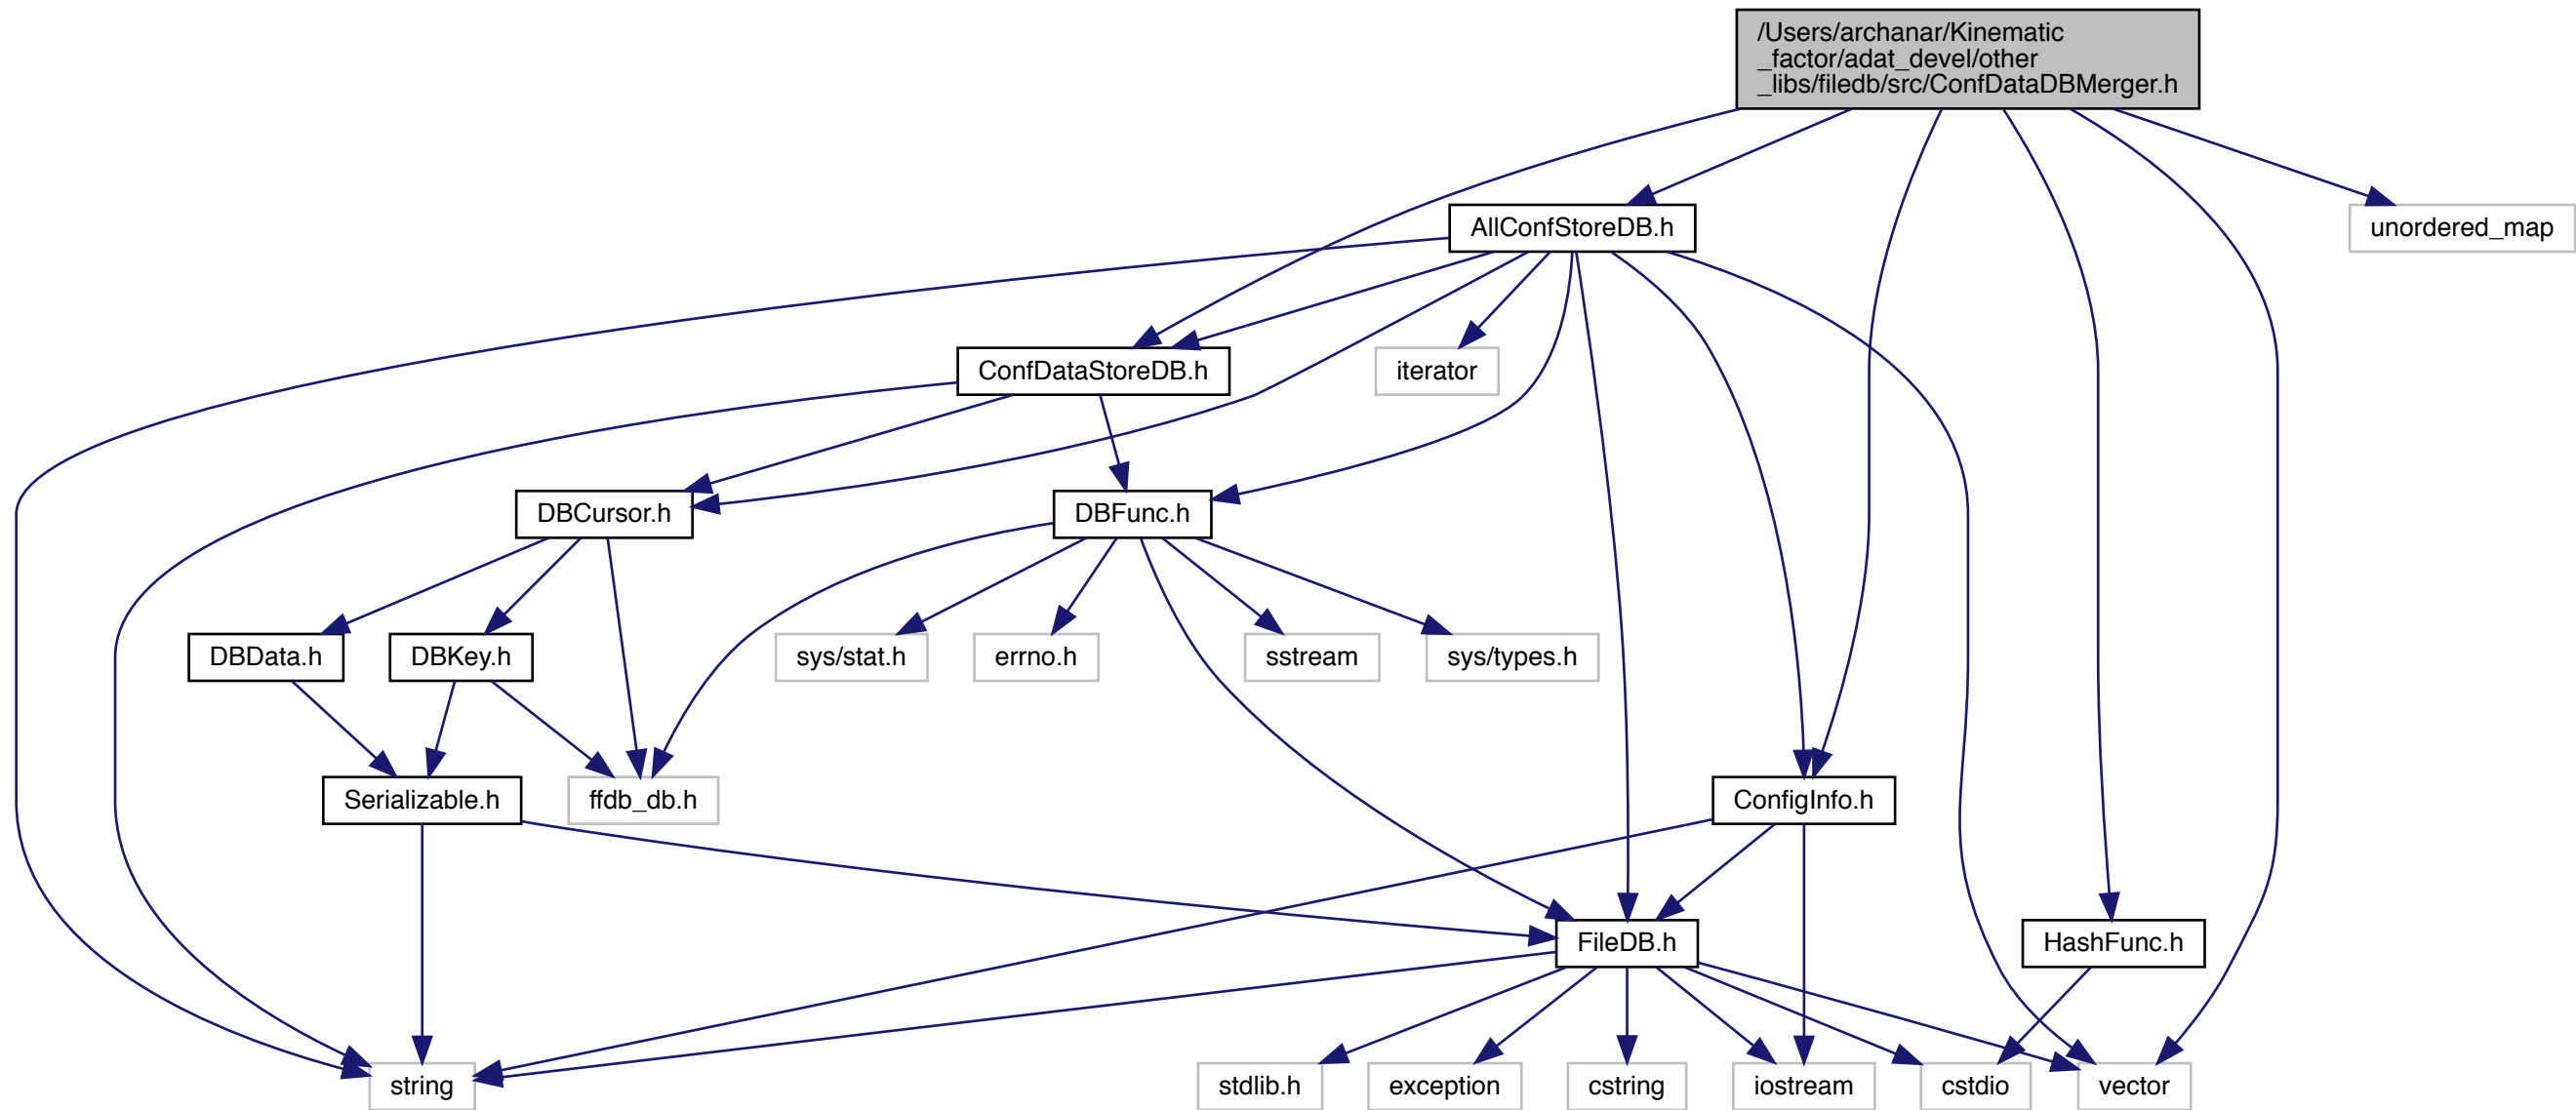 /Users/archanar/Kinematic
_factor/adat_devel/other
_libs/filedb/src/ConfDataDBMerger.h
AllConfStoreDB.h
unordered_map
ConfDataStoreDB.h
iterator
DBCursor.h
DBFunc.h
DBData.h
DBKey.h
sys/stat.h
errno.h
sstream
sys/types.h
Serializable.h
ffdb_db.h
ConfigInfo.h
FileDB.h
HashFunc.h
string
stdlib.h
exception
cstring
iostream
cstdio
vector